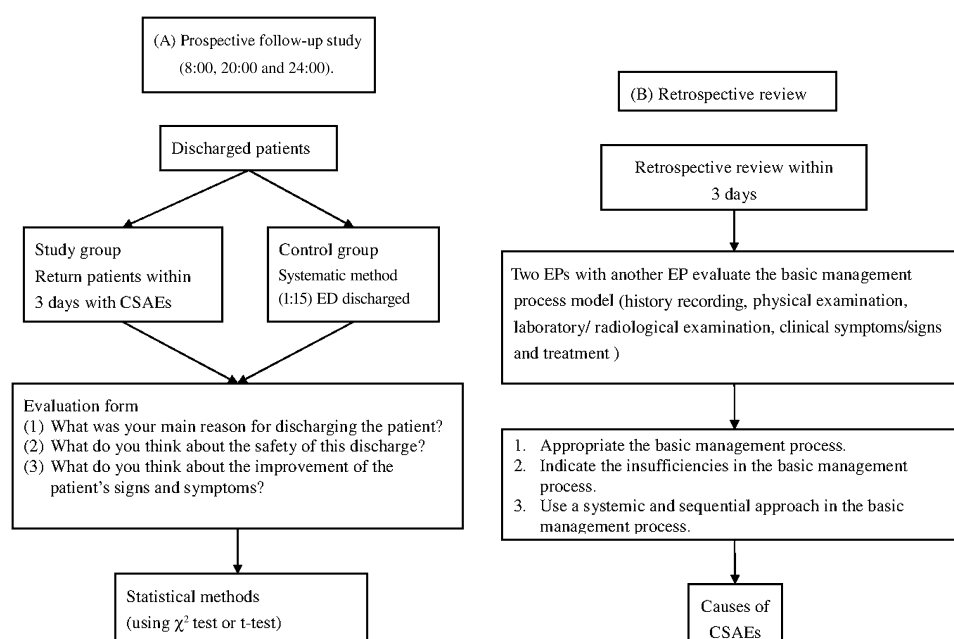 (A) Prospective follow-up study
(8:00, 20:00 and 24:00).
Discharged patients
Study group
Return patients within
3 days with CSAEs
Control group
Systematic method
(1:15) ED discharged
Evaluation form
(1) What was your main reason for discharging the patient?
(2) What do you think about the safety of this discharge?
(3) What do you think about the improvement of the
patient's signs and symptoms?
Statistical methods
(using χ² test or t-test)
(B) Retrospective review
Retrospective review within
3 days
Two EPs with another EP evaluate the basic management
process model (history recording, physical examination,
laboratory/ radiological examination, clinical symptoms/signs
and treatment )
1. Appropriate the basic management process.
2. Indicate the insufficiencies in the basic management
process.
3. Use a systemic and sequential approach in the basic
management process.
Causes of
CSAEs